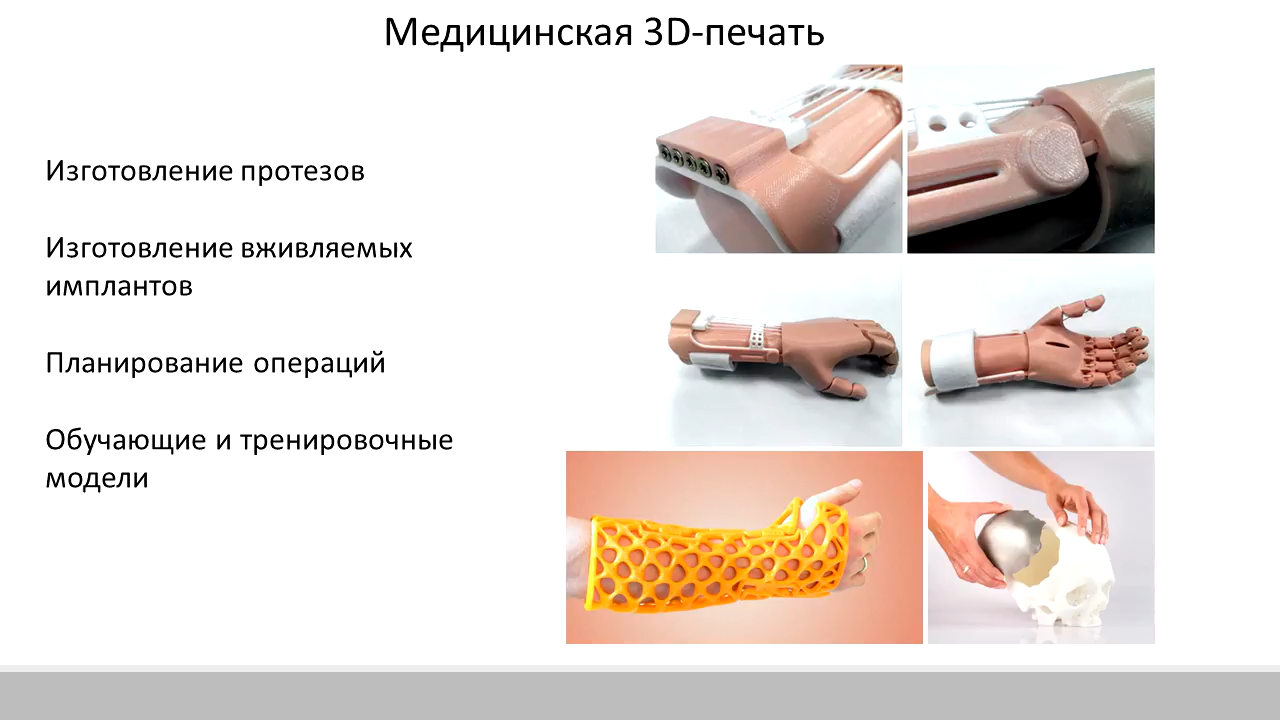 Медицинская 3D-печать
Изготовление протезов
Изготовление вживляемых
имплантов
Планирование операций
Обучающие и тренировочные
модели